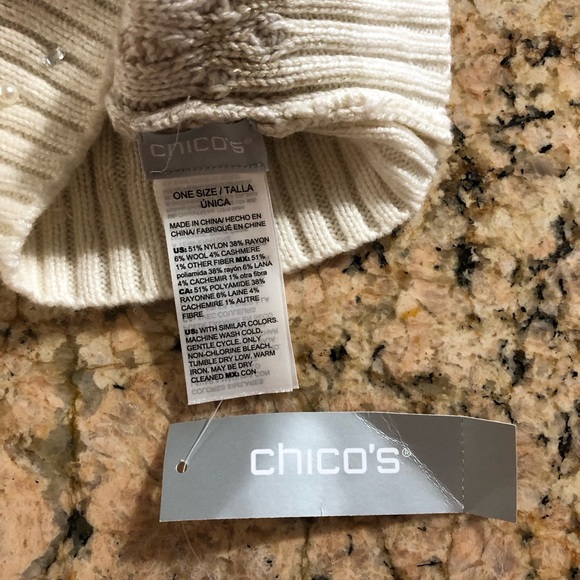 CHICO'S®
ONE SIZE / TALLA
ÚNICA
MADE IN CHINA/ HECHO EN
CHINA/ FABRIQUÉ EN CHINE
US: 51% NYLON 38% RAYON
6% WOOL 4% CASHMERE
1% OTHER FIBER MX: 51%
poliamida 38% rayón 6% LANA
4% CACHEMIR 1% otra fibra
CA: 51% POLYAMIDE 38%
RAYONNE 6% LAINE 4%
CACHEMIRE 1% AUTRE
FIBRE
US: WITH SIMILAR COLORS.
MACHINE WASH COLD,
GENTLE CYCLE. ONLY
NON-CHLORINE BLEACH.
TUMBLE DRY LOW, WARM
IRON. MAY BE DRY
CLEANED MX: CON
chico's®